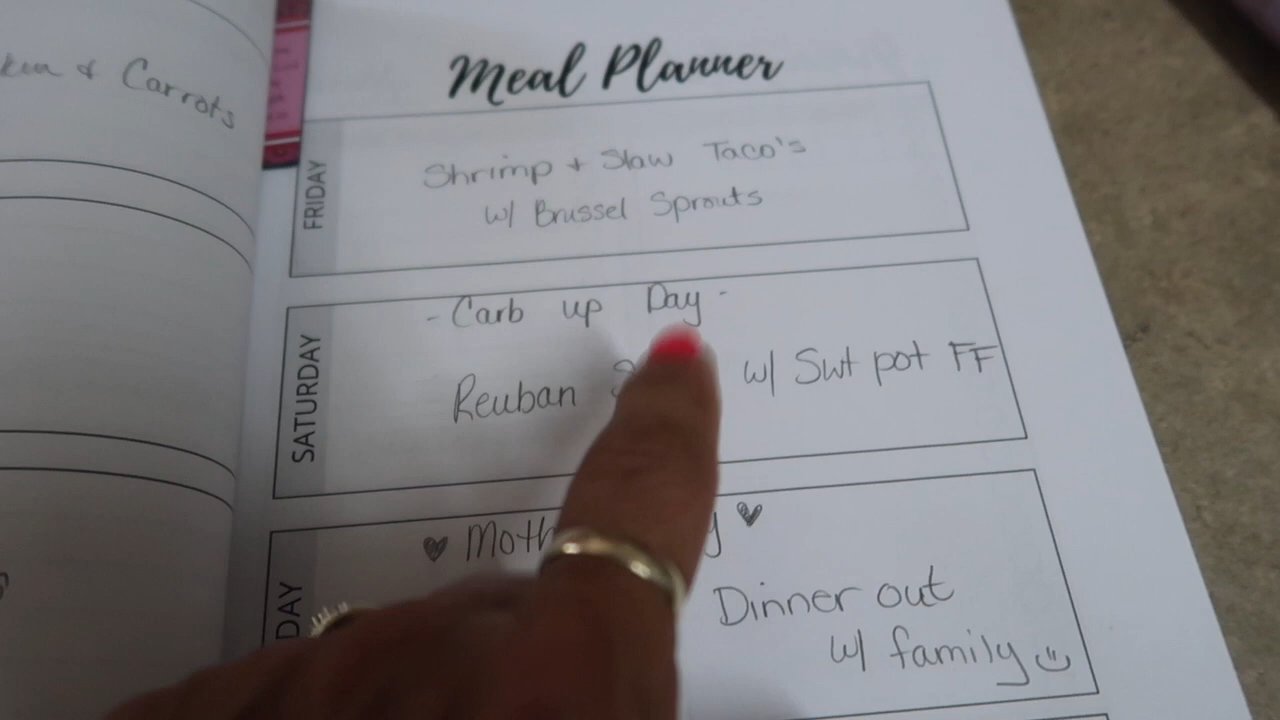 & Carrots
Meal Planner
FRIDAY
Shrimp + Slaw Taco's
w/ Brussel Sprouts
SATURDAY
- Carb up Day -
Reuban w/ Swt pot FF
DAY
♥ Moth y ♥
Dinner out
w/ family